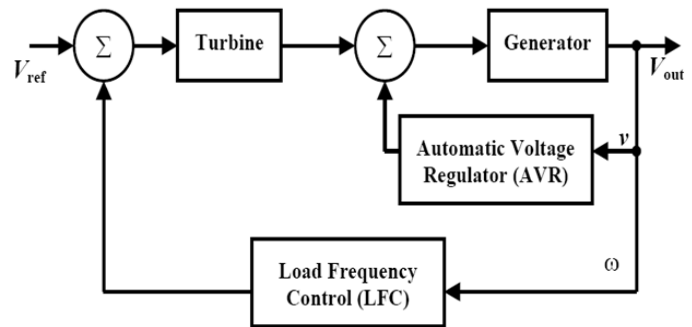 Σ
Turbine
Σ
Generator
V_ref
V_out
Automatic Voltage
Regulator (AVR)
v
ω
Load Frequency
Control (LFC)